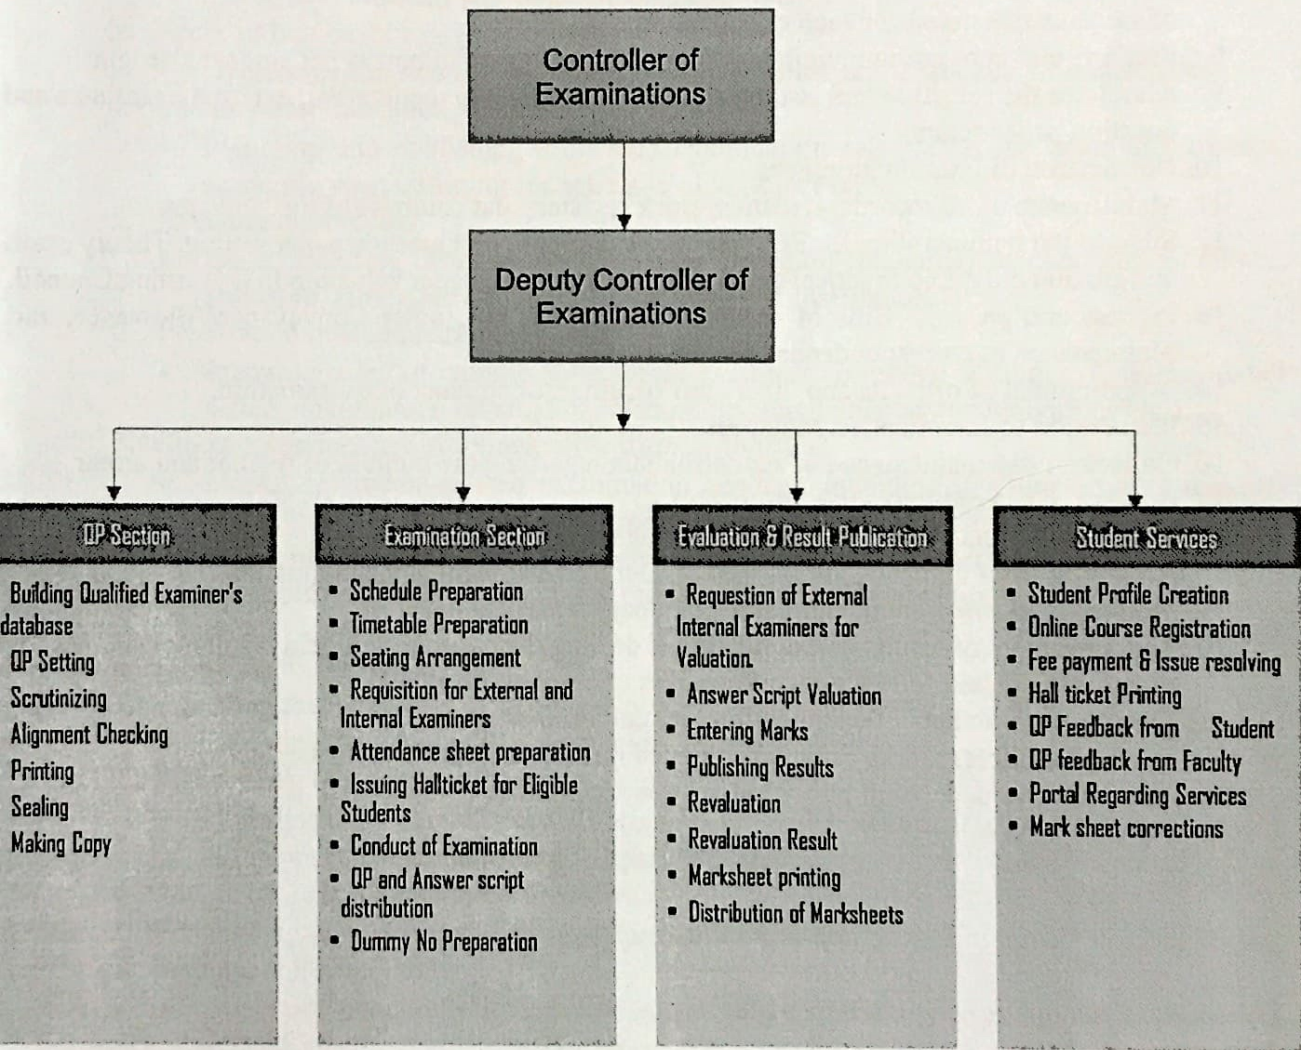 Controller of
Examinations
Deputy Controller of
Examinations
QP Section
Building Qualified Examiner's
database
QP Setting
Scrutinizing
Alignment Checking
Printing
Sealing
Making Copy
Examination Section
▪ Schedule Preparation
▪ Timetable Preparation
▪ Seating Arrangement
▪ Requisition for External and
Internal Examiners
▪ Attendance sheet preparation
▪ Issuing Hallticket for Eligible
Students
▪ Conduct of Examination
▪ QP and Answer script
distribution
▪ Dummy No Preparation
Evaluation & Result Publication
▪ Requestion of External
Internal Examiners for
Valuation.
▪ Answer Script Valuation
▪ Entering Marks
▪ Publishing Results
▪ Revaluation
▪ Revaluation Result
▪ Marksheet printing
▪ Distribution of Marksheets
Student Services
▪ Student Profile Creation
▪ Online Course Registration
▪ Fee payment & Issue resolving
▪ Hall ticket Printing
▪ QP Feedback from Student
▪ QP feedback from Faculty
▪ Portal Regarding Services
▪ Mark sheet corrections